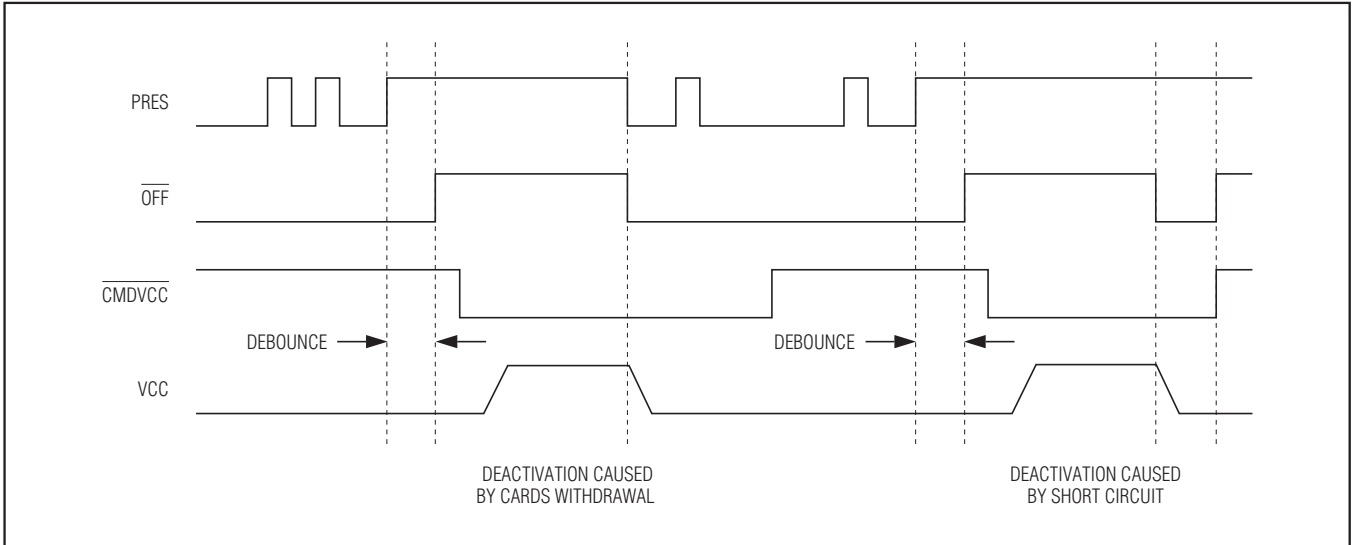 PRES
OFF
CMDVCC
DEBOUNCE
DEBOUNCE
VCC
DEACTIVATION CAUSED
BY CARDS WITHDRAWAL
DEACTIVATION CAUSED
BY SHORT CIRCUIT